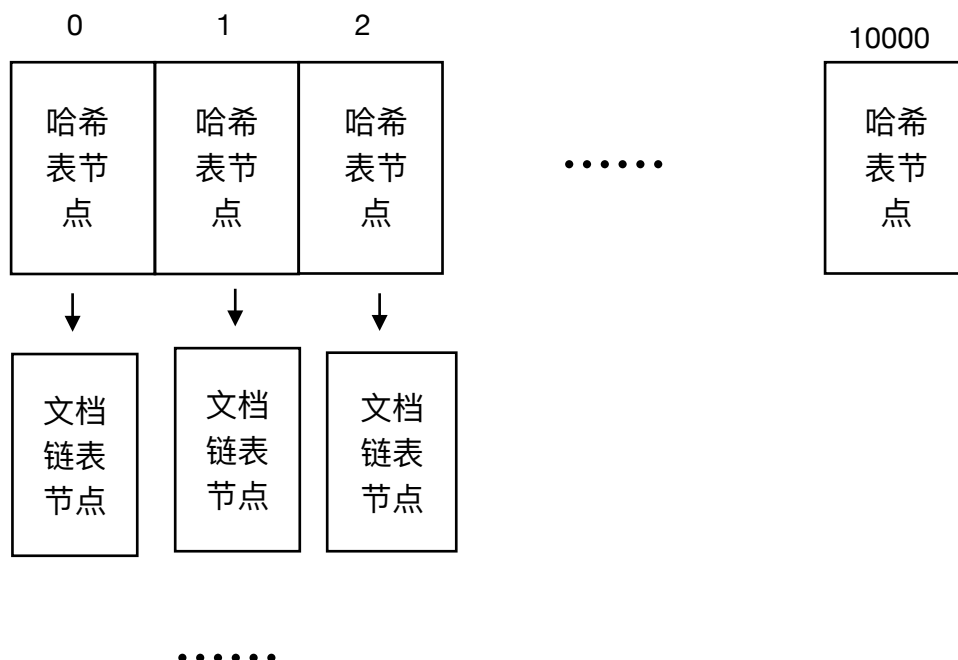 0 1 2 10000
哈希 哈希 哈希 哈希
表节 表节 表节 …… 表节
点 点 点 点
文档 文档 文档
链表 链表 链表
节点 节点 节点
……